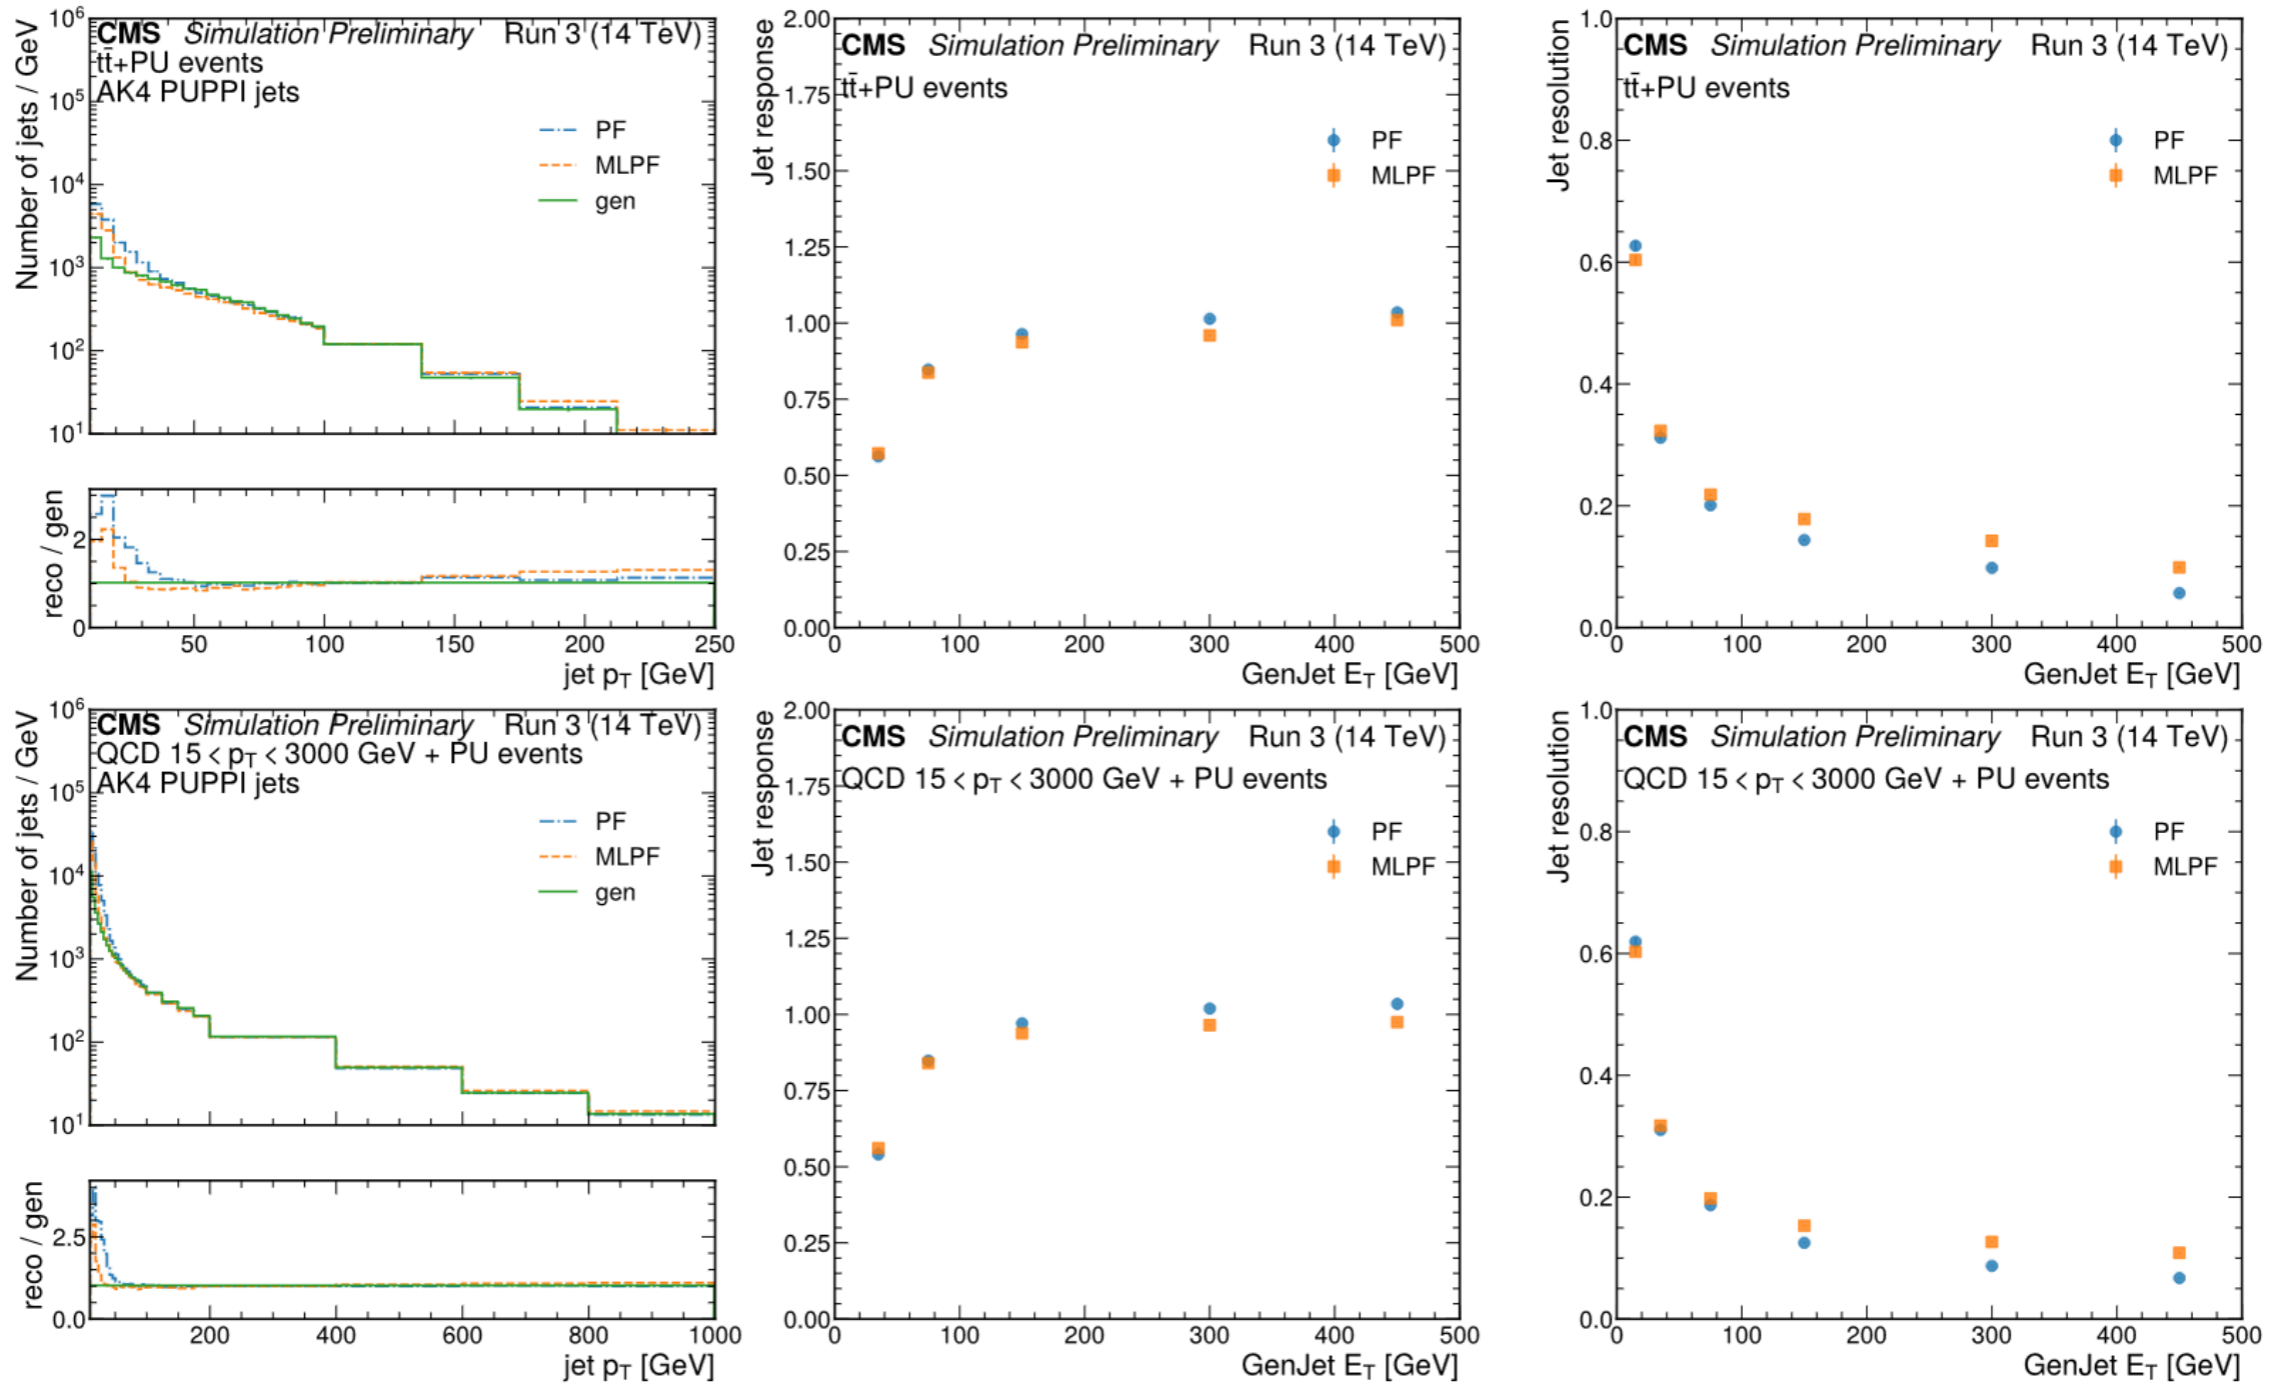 CMS Simulation Preliminary Run 3 (14 TeV)
tt̄+PU events
AK4 PUPPI jets
PF
MLPF
gen
Number of jets / GeV
10⁶
10⁵
10⁴
10³
10²
10¹
reco / gen
2
0
50 100 150 200 250
jet p_T [GeV]
CMS Simulation Preliminary Run 3 (14 TeV)
tt̄+PU events
PF
MLPF
Jet response
2.00
1.75
1.50
1.25
1.00
0.75
0.50
0.25
0.00
0 100 200 300 400 500
GenJet E_T [GeV]
CMS Simulation Preliminary Run 3 (14 TeV)
tt̄+PU events
PF
MLPF
Jet resolution
1.0
0.8
0.6
0.4
0.2
0.0
0 100 200 300 400 500
GenJet E_T [GeV]
CMS Simulation Preliminary Run 3 (14 TeV)
QCD 15 < p_T < 3000 GeV + PU events
AK4 PUPPI jets
PF
MLPF
gen
Number of jets / GeV
10⁶
10⁵
10⁴
10³
10²
10¹
reco / gen
2.5
0.0
200 400 600 800 1000
jet p_T [GeV]
CMS Simulation Preliminary Run 3 (14 TeV)
QCD 15 < p_T < 3000 GeV + PU events
PF
MLPF
Jet response
2.00
1.75
1.50
1.25
1.00
0.75
0.50
0.25
0.00
0 100 200 300 400 500
GenJet E_T [GeV]
CMS Simulation Preliminary Run 3 (14 TeV)
QCD 15 < p_T < 3000 GeV + PU events
PF
MLPF
Jet resolution
1.0
0.8
0.6
0.4
0.2
0.0
0 100 200 300 400 500
GenJet E_T [GeV]